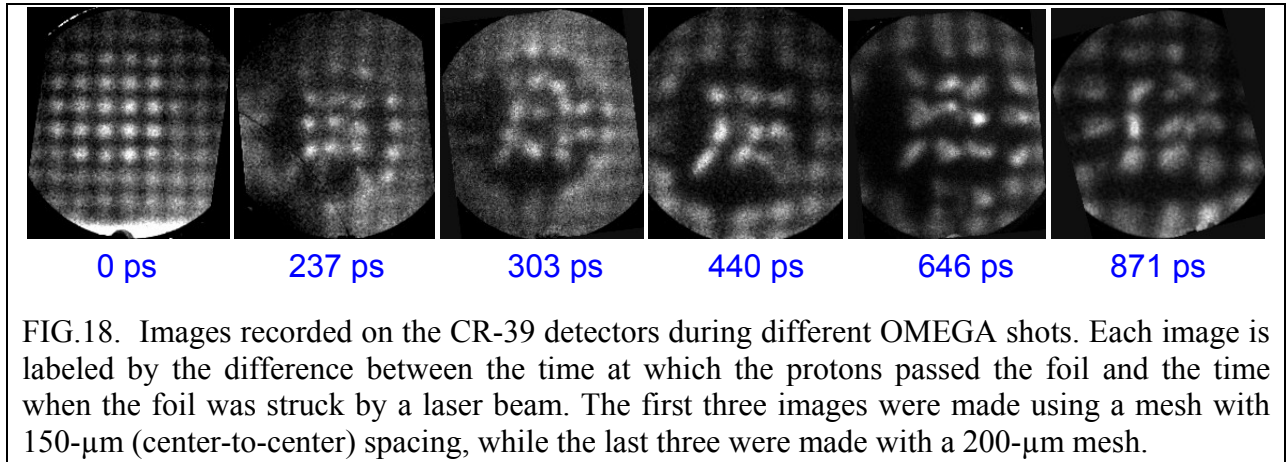 0 ps 237 ps 303 ps 440 ps 646 ps 871 ps
FIG.18. Images recorded on the CR-39 detectors during different OMEGA shots. Each image is
labeled by the difference between the time at which the protons passed the foil and the time
when the foil was struck by a laser beam. The first three images were made using a mesh with
150-µm (center-to-center) spacing, while the last three were made with a 200-µm mesh.